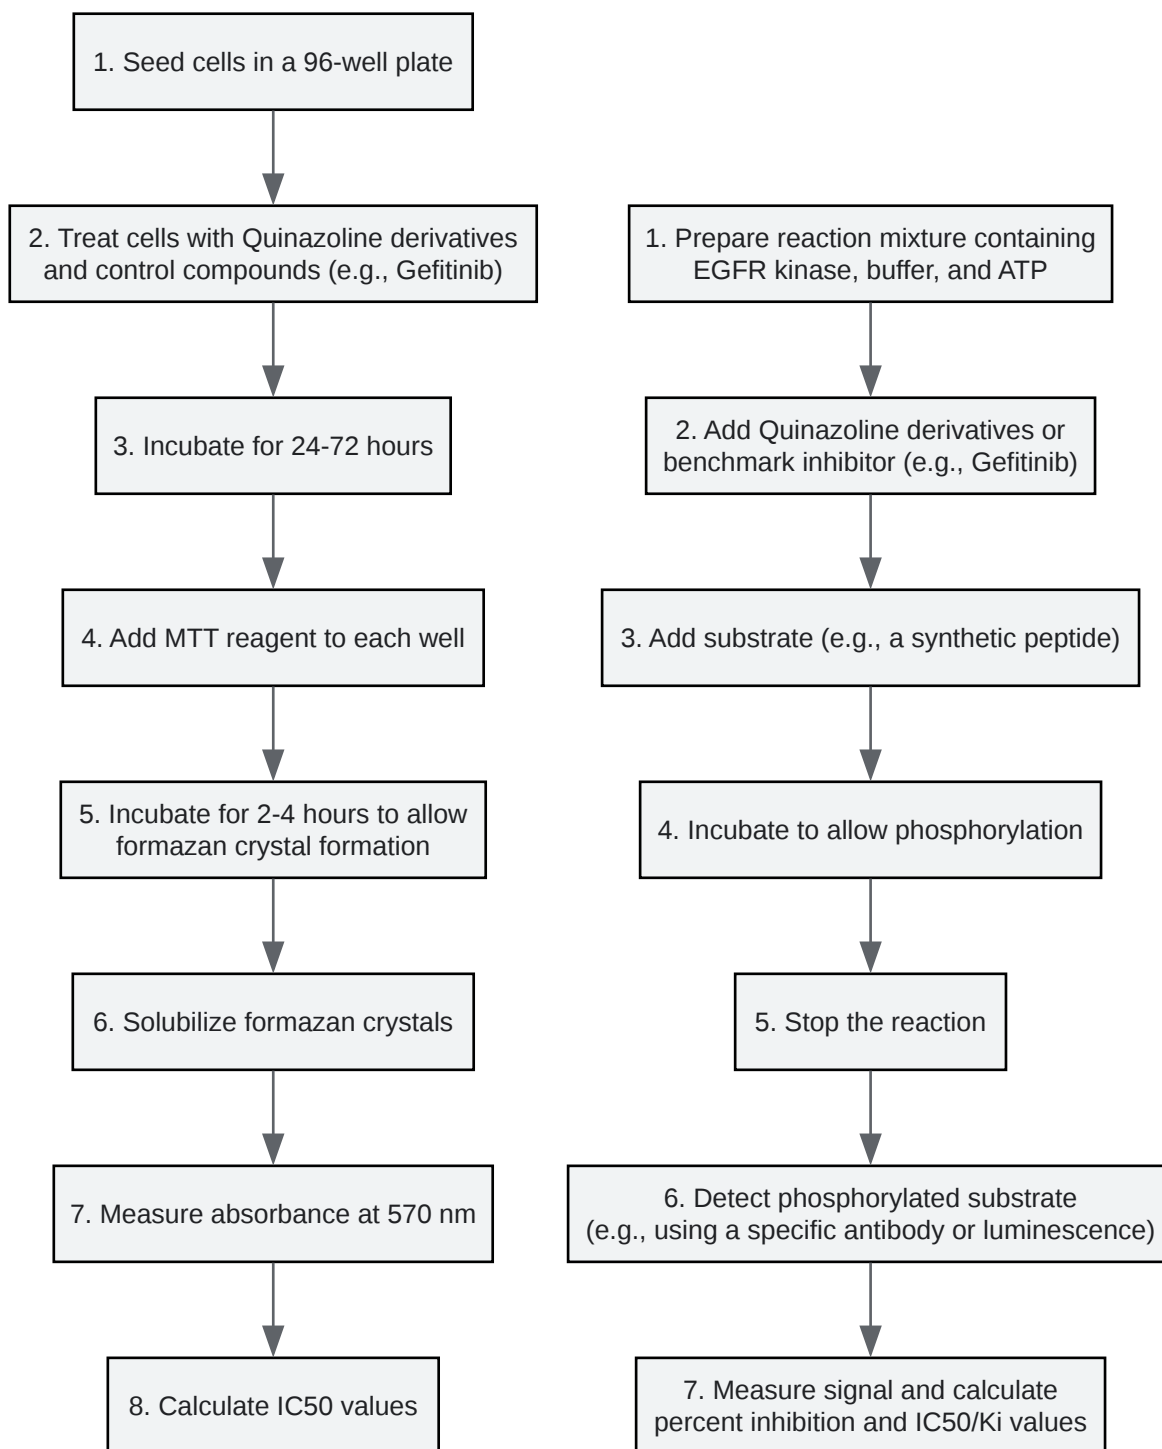 1. Seed cells in a 96-well plate
2. Treat cells with Quinazoline derivatives
and control compounds (e.g., Gefitinib)
3. Incubate for 24-72 hours
4. Add MTT reagent to each well
5. Incubate for 2-4 hours to allow
formazan crystal formation
6. Solubilize formazan crystals
7. Measure absorbance at 570 nm
8. Calculate IC50 values
1. Prepare reaction mixture containing
EGFR kinase, buffer, and ATP
2. Add Quinazoline derivatives or
benchmark inhibitor (e.g., Gefitinib)
3. Add substrate (e.g., a synthetic peptide)
4. Incubate to allow phosphorylation
5. Stop the reaction
6. Detect phosphorylated substrate
(e.g., using a specific antibody or luminescence)
7. Measure signal and calculate
percent inhibition and IC50/Ki values